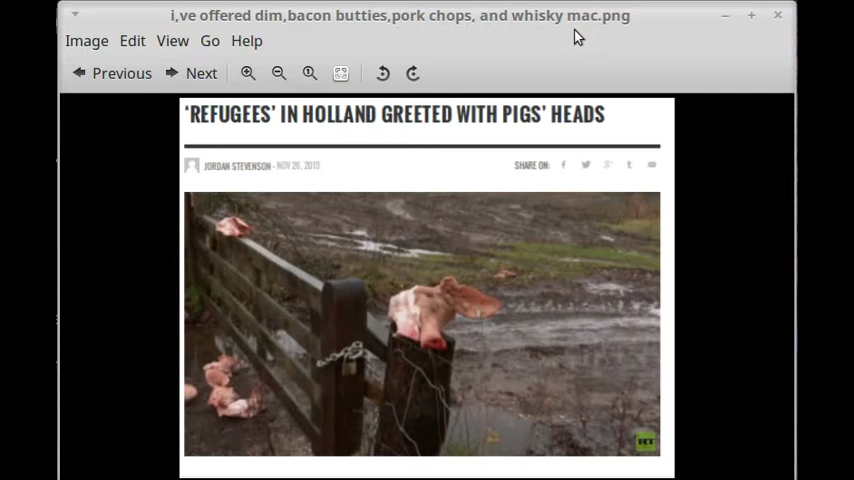 i,ve offered dim,bacon butties,pork chops, and whisky mac.png
Image Edit View Go Help
Previous Next
‘REFUGEES’ IN HOLLAND GREETED WITH PIGS’ HEADS
JORDAN STEVENSON - NOV 26, 2015 SHARE ON:
RT